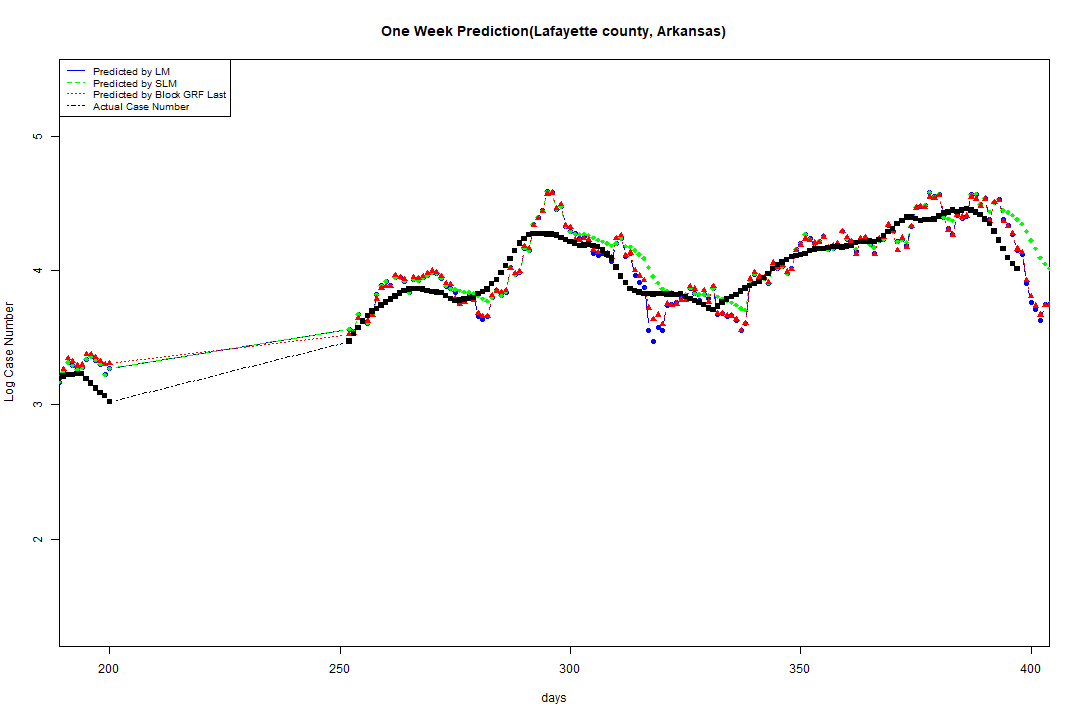 One Week Prediction(Lafayette county, Arkansas)
Predicted by LM
Predicted by SLM
Predicted by Block GRF Last
Actual Case Number
5
4
3
2
Log Case Number
200 250 300 350 400
days